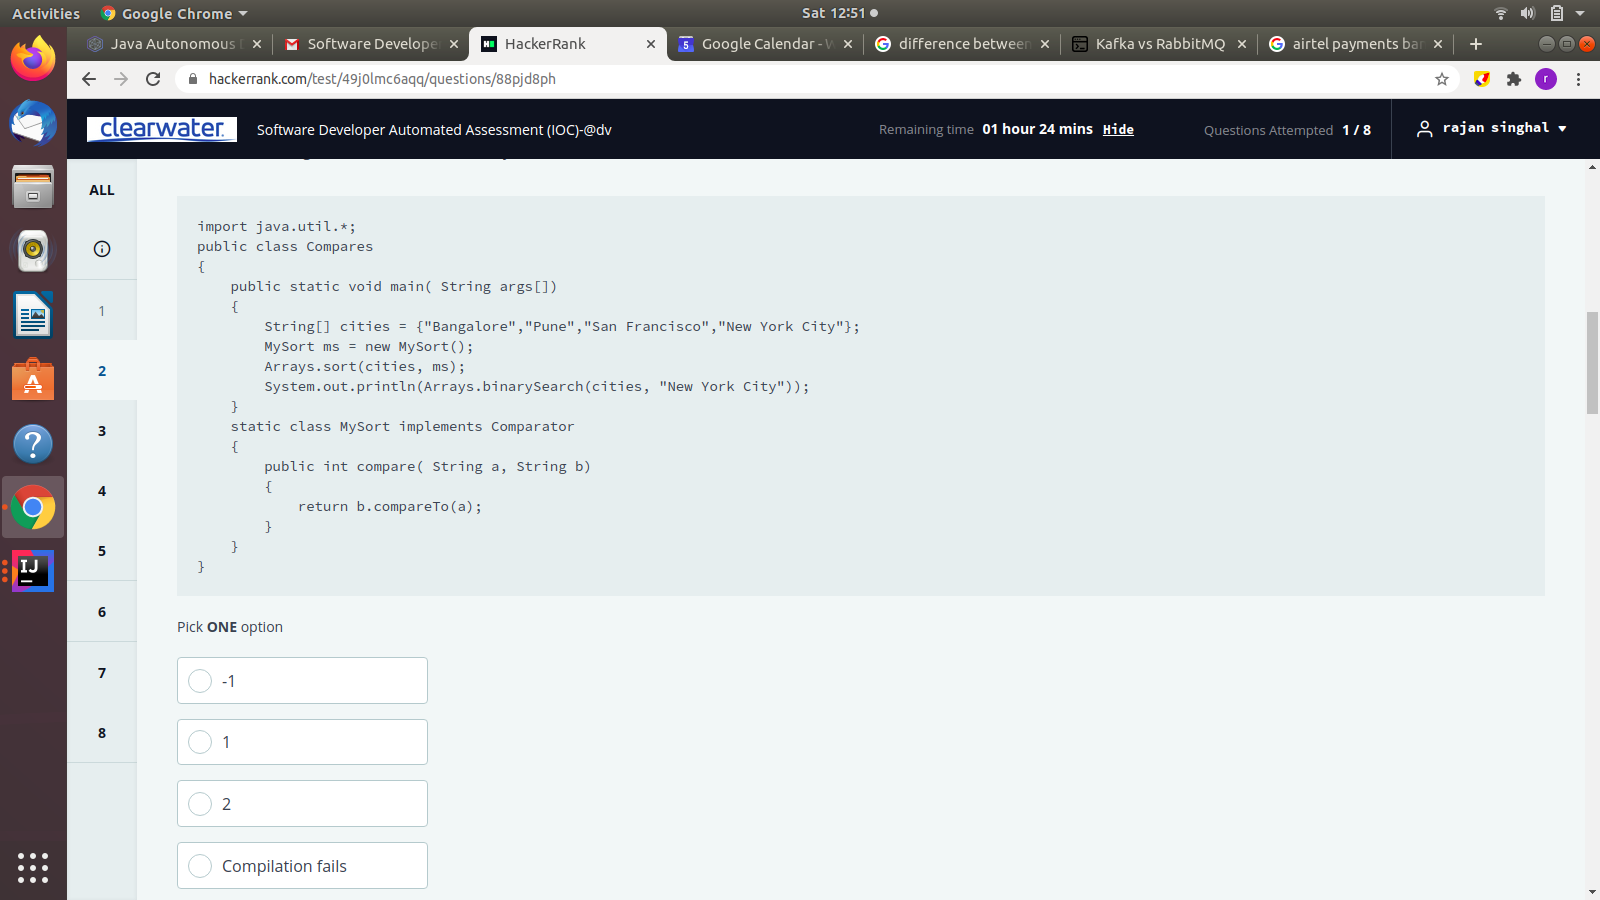 Activities
Google Chrome
Sat 12:51
Java Autonomous
Software Develope
HackerRank
5
Google Calendar - W
difference between
Kafka vs RabbitMQ
airtel payments ban
hackerrank.com/test/49j0lmc6aqq/questions/88pjd8ph
r
clearwater
Software Developer Automated Assessment (IOC)-@dv
Remaining time 01 hour 24 mins Hide
Questions Attempted 1 / 8
rajan singhal
ALL
1
2
3
4
5
6
7
8
import java.util.*;
public class Compares
{
    public static void main( String args[])
    {
        String[] cities = {"Bangalore","Pune","San Francisco","New York City"};
        MySort ms = new MySort();
        Arrays.sort(cities, ms);
        System.out.println(Arrays.binarySearch(cities, "New York City"));
    }
    static class MySort implements Comparator
    {
        public int compare( String a, String b)
        {
            return b.compareTo(a);
        }
    }
}
Pick ONE option
-1
1
2
Compilation fails
IJ